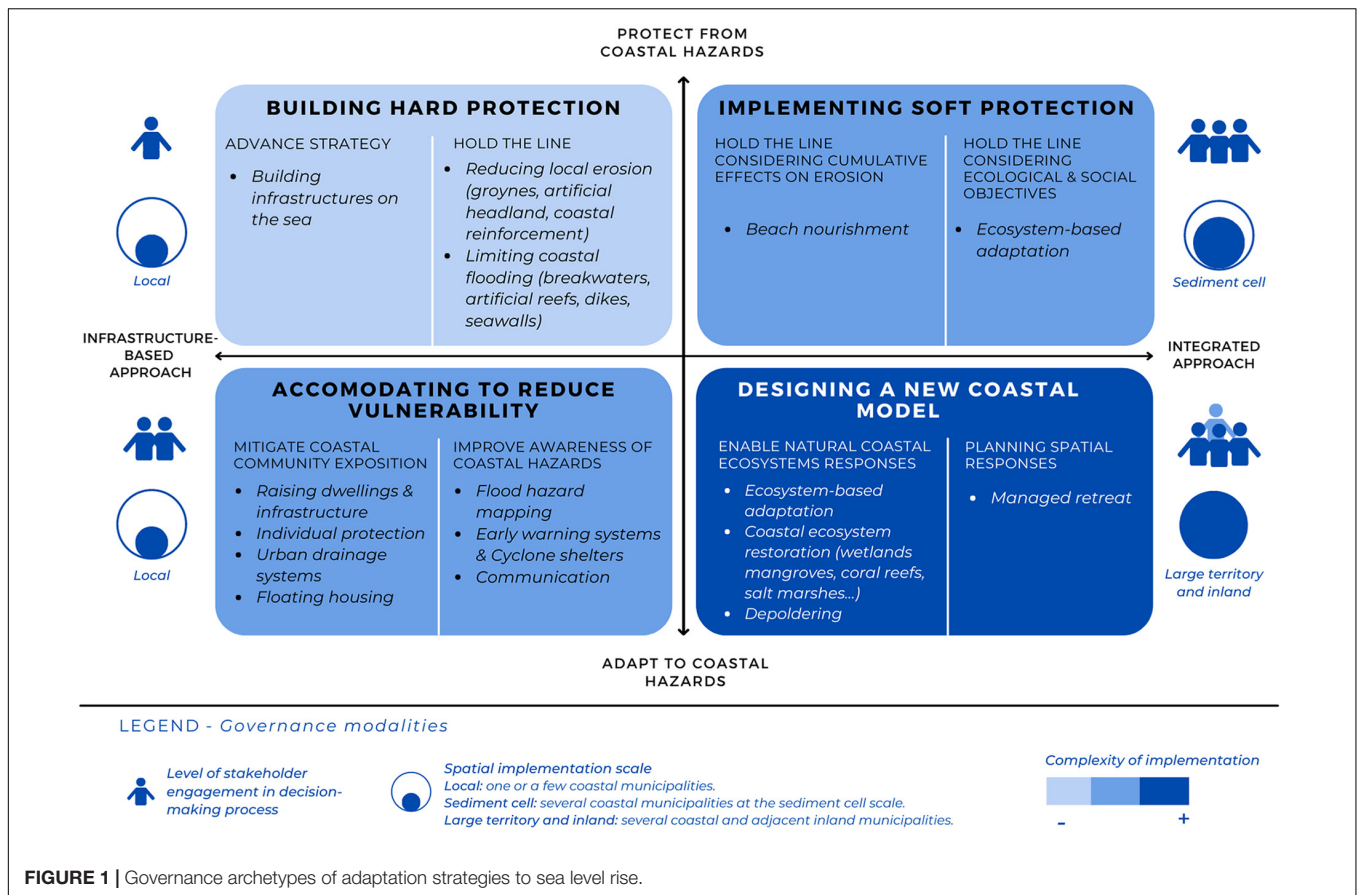 PROTECT FROM
COASTAL HAZARDS
BUILDING HARD PROTECTION
ADVANCE STRATEGY
• Building
infrastructures on
the sea
HOLD THE LINE
• Reducing local erosion
(groynes, artificial
headland, coastal
reinforcement)
• Limiting coastal
flooding (breakwaters,
artificial reefs, dikes,
seawalls)
Local
IMPLEMENTING SOFT PROTECTION
HOLD THE LINE
CONSIDERING CUMULATIVE
EFFECTS ON EROSION
• Beach nourishment
HOLD THE LINE
CONSIDERING
ECOLOGICAL & SOCIAL
OBJECTIVES
• Ecosystem-based
adaptation
Sediment cell
INFRASTRUCTURE-
BASED
APPROACH
INTEGRATED
APPROACH
ACCOMODATING TO REDUCE
VULNERABILITY
MITIGATE COASTAL
COMMUNITY EXPOSITION
• Raising dwellings &
infrastructure
• Individual protection
• Urban drainage
systems
• Floating housing
IMPROVE AWARENESS OF
COASTAL HAZARDS
• Flood hazard
mapping
• Early warning systems
& Cyclone shelters
• Communication
Local
DESIGNING A NEW COASTAL
MODEL
ENABLE NATURAL COASTAL
ECOSYSTEMS RESPONSES
• Ecosystem-based
adaptation
• Coastal ecosystem
restoration (wetlands
mangroves, coral reefs,
salt marshes...)
• Depoldering
PLANNING SPATIAL
RESPONSES
• Managed retreat
Large territory
and inland
ADAPT TO COASTAL
HAZARDS
LEGEND - Governance modalities
Level of stakeholder
engagement in decision-
making process
Spatial implementation scale
Local: one or a few coastal municipalities.
Sediment cell: several coastal municipalities at the sediment cell scale.
Large territory and inland: several coastal and adjacent inland municipalities.
Complexity of implementation
- +
FIGURE 1 | Governance archetypes of adaptation strategies to sea level rise.